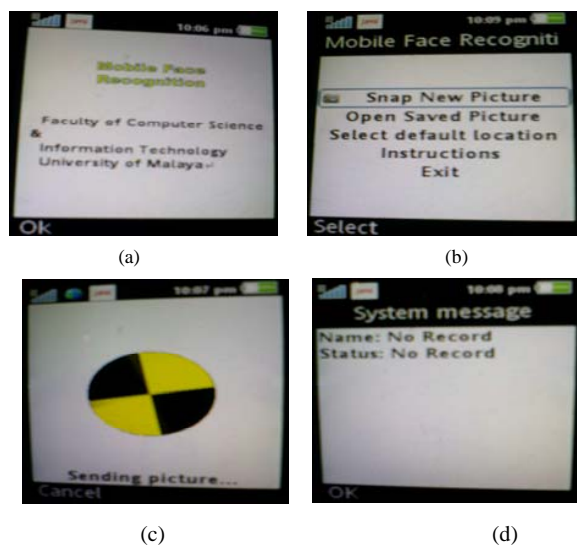 10:06 pm
Mobile Face
Recognition
Faculty of Computer Science
&
Information Technology
University of Malaya
Ok
(a)
10:09 pm
Mobile Face Recogniti
Snap New Picture
Open Saved Picture
Select default location
Instructions
Exit
Select
(b)
10:07 pm
Sending picture...
Cancel
(c)
10:08 pm
System message
Name: No Record
Status: No Record
OK
(d)